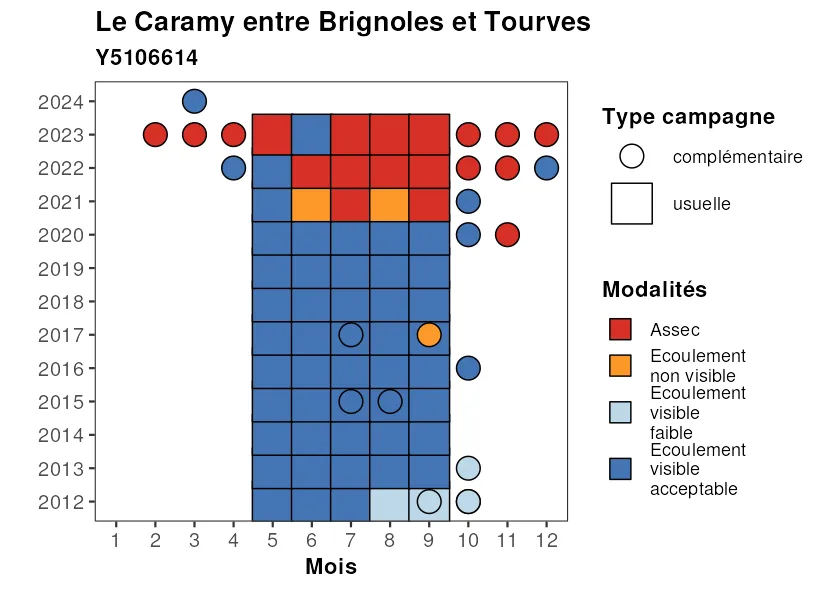 Le Caramy entre Brignoles et Tourves
Y5106614
2024
2023
2022
2021
2020
2019
2018
2017
2016
2015
2014
2013
2012
1 2 3 4 5 6 7 8 9 10 11 12
Mois
Type campagne
complémentaire
usuelle
Modalités
Assec
Ecoulement
non visible
Ecoulement
visible
faible
Ecoulement
visible
acceptable